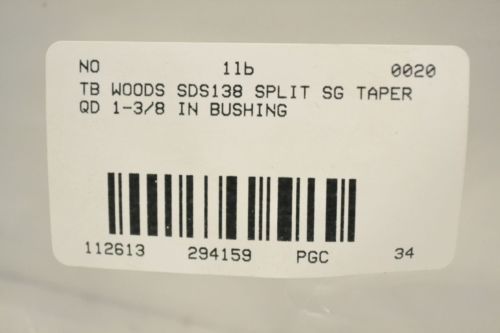 NO 1lb 0020
TB WOODS SDS138 SPLIT SG TAPER
QD 1-3/8 IN BUSHING
112613 294159 PGC 34